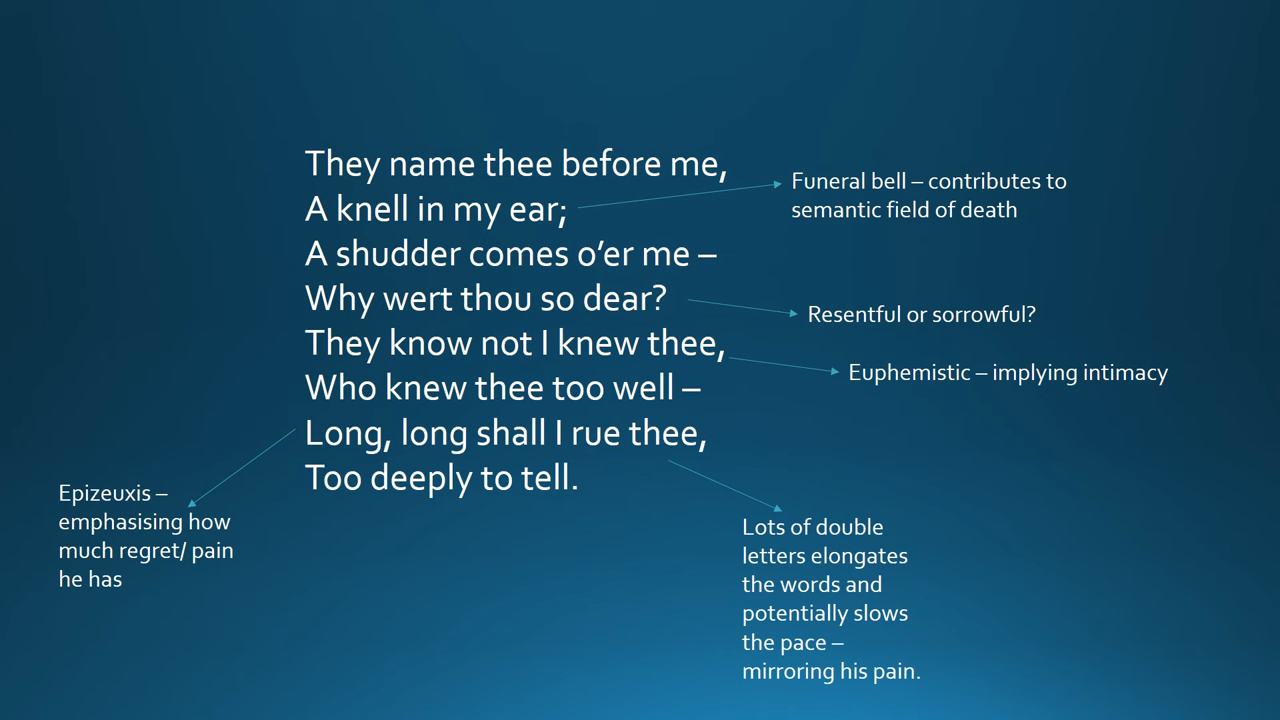 They name thee before me,
A knell in my ear;
A shudder comes o’er me –
Why wert thou so dear?
They know not I knew thee,
Who knew thee too well –
Long, long shall I rue thee,
Too deeply to tell.
Funeral bell – contributes to
semantic field of death
Resentful or sorrowful?
Euphemistic – implying intimacy
Epizeuxis –
emphasising how
much regret/ pain
he has
Lots of double
letters elongates
the words and
potentially slows
the pace –
mirroring his pain.